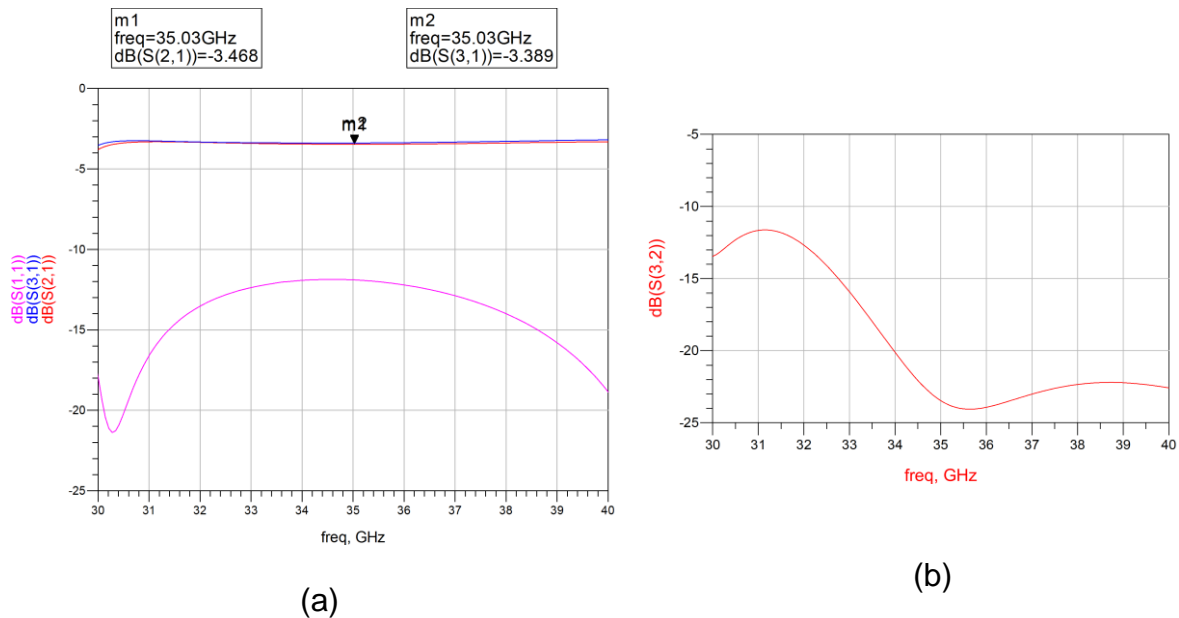 m1
freq=35.03GHz
dB(S(2,1))=-3.468
m2
freq=35.03GHz
dB(S(3,1))=-3.389
0
-5
-10
-15
-20
-25
30 31 32 33 34 35 36 37 38 39 40
freq, GHz
dB(S(1,1))
dB(S(3,1))
dB(S(2,1))
(a)
-5
-10
-15
-20
-25
30 31 32 33 34 35 36 37 38 39 40
freq, GHz
dB(S(3,2))
(b)